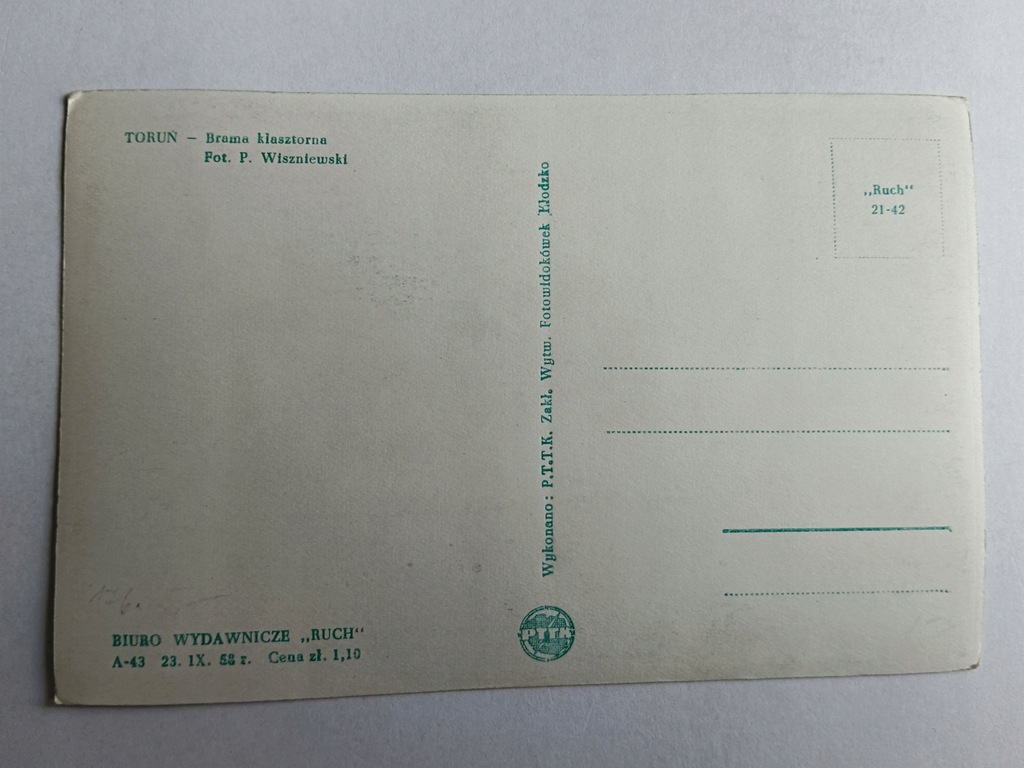 TORUŃ — Brama klasztorna
Fot. P. Wiszniewski
„Ruch“
21-42
Wykonano: P.T.T.K. Zakł. Wytw. Fotowidokówek Kłodzko
BIURO WYDAWNICZE „RUCH“
A-43 23. IX. 58 r. Cena zł. 1,10
PTTK